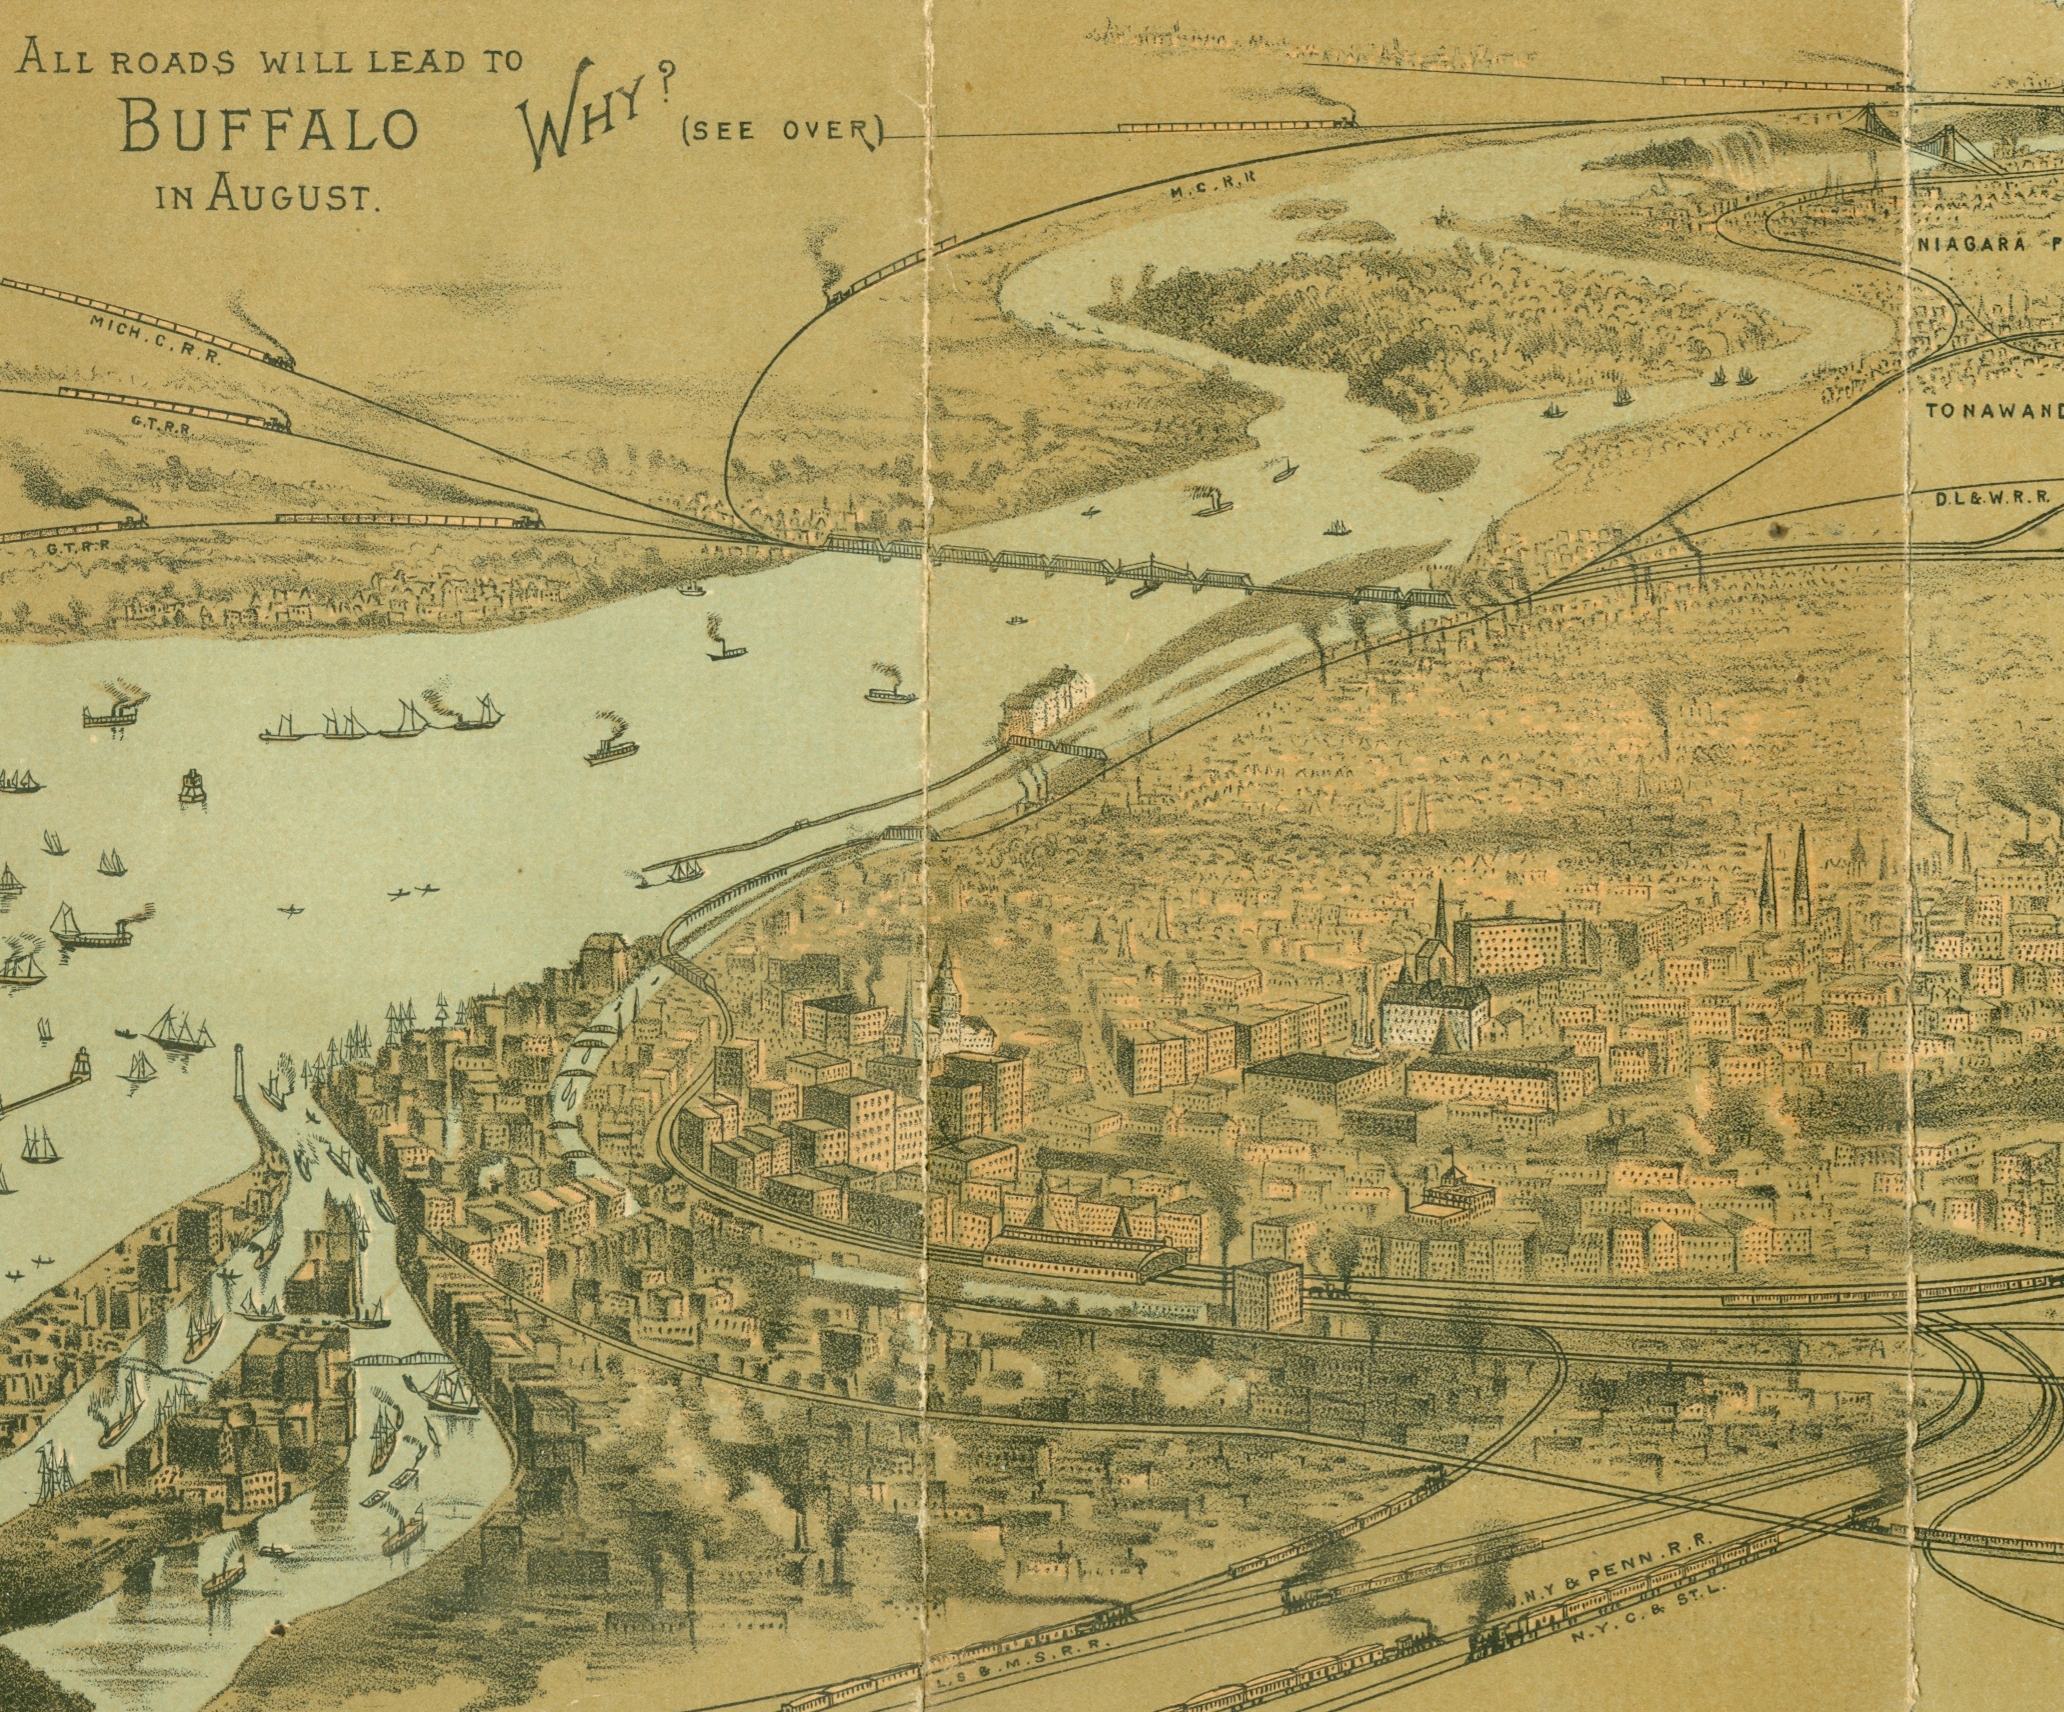 ALL ROADS WILL LEAD TO
BUFFALO
IN AUGUST.
WHY?
(SEE OVER)
M.C.R.R
NIAGARA
MICH.C.R.R.
G.T.R.R.
TONAWAND
D.L&.W.R.R.
G.T.R.R
W.N.Y & PENN.R.R.
N.Y.C.& ST.L.
L.S & .M.S.R.R.